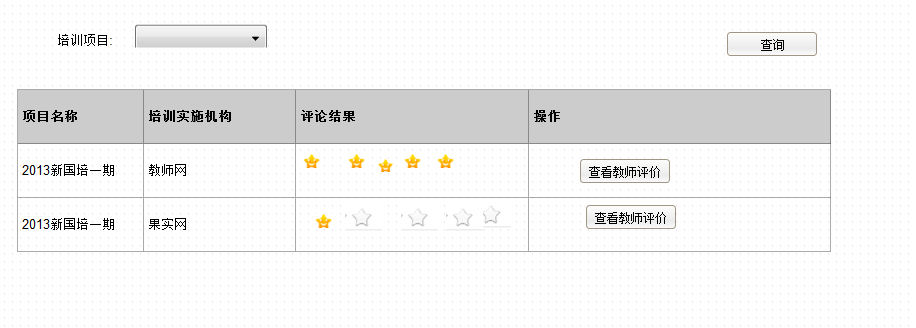 培训项目:
查询
项目名称 培训实施机构 评论结果 操作
2013新国培一期 教师网 查看教师评价
2013新国培一期 果实网 查看教师评价